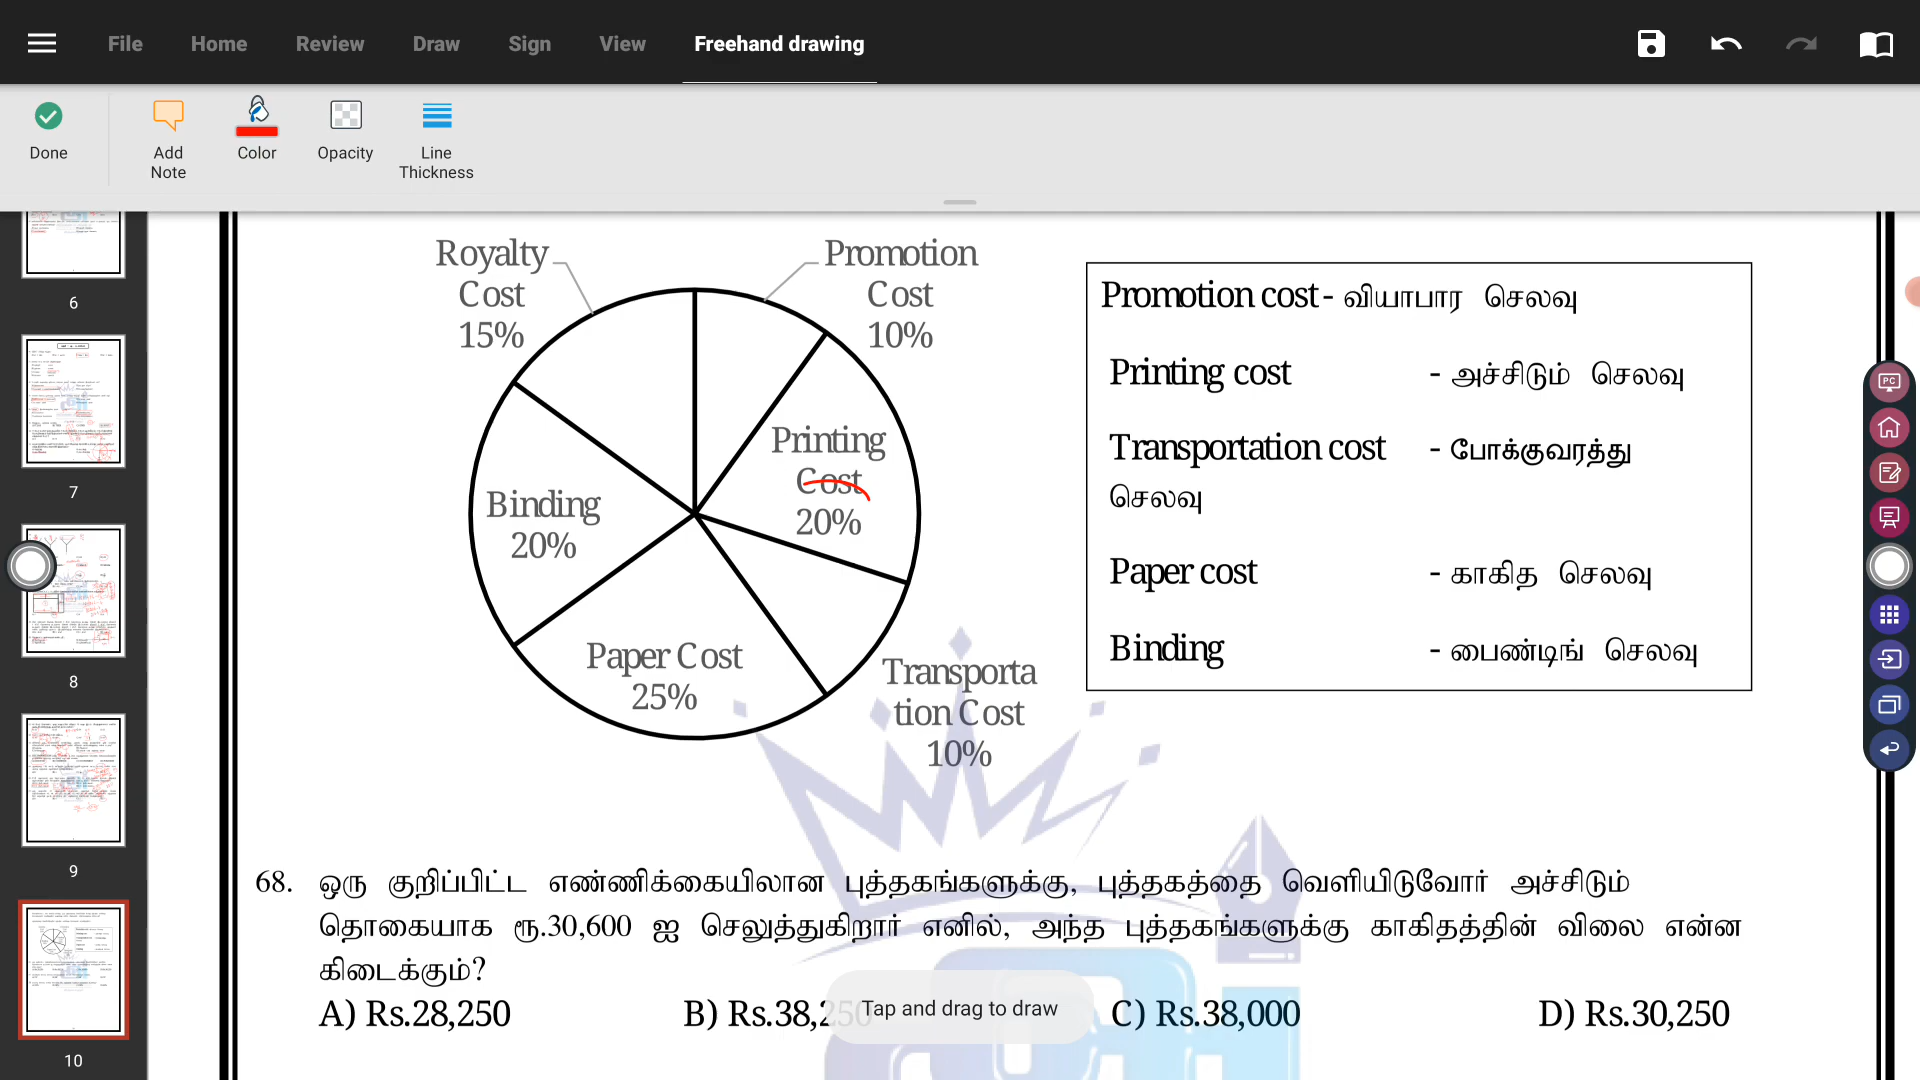 File Home Review Draw Sign View Freehand drawing
Done
Add
Note
Color
Opacity
Line
Thickness
6
7
8
9
10
Royalty
Cost
15%
Promotion
Cost
10%
Printing
Cost
20%
Binding
20%
Paper Cost
25%
Transporta
tion Cost
10%
Promotion cost - வியாபார செலவு
Printing cost - அச்சிடும் செலவு
Transportation cost - போக்குவரத்து
செலவு
Paper cost - காகித செலவு
Binding - பைண்டிங் செலவு
PC
68. ஒரு குறிப்பிட்ட எண்ணிக்கையிலான புத்தகங்களுக்கு, புத்தகத்தை வெளியிடுவோர் அச்சிடும்
தொகையாக ரூ.30,600 ஐ செலுத்துகிறார் எனில், அந்த புத்தகங்களுக்கு காகிதத்தின் விலை என்ன
கிடைக்கும்?
A) Rs.28,250 B) Rs.38,250 C) Rs.38,000 D) Rs.30,250
Tap and drag to draw